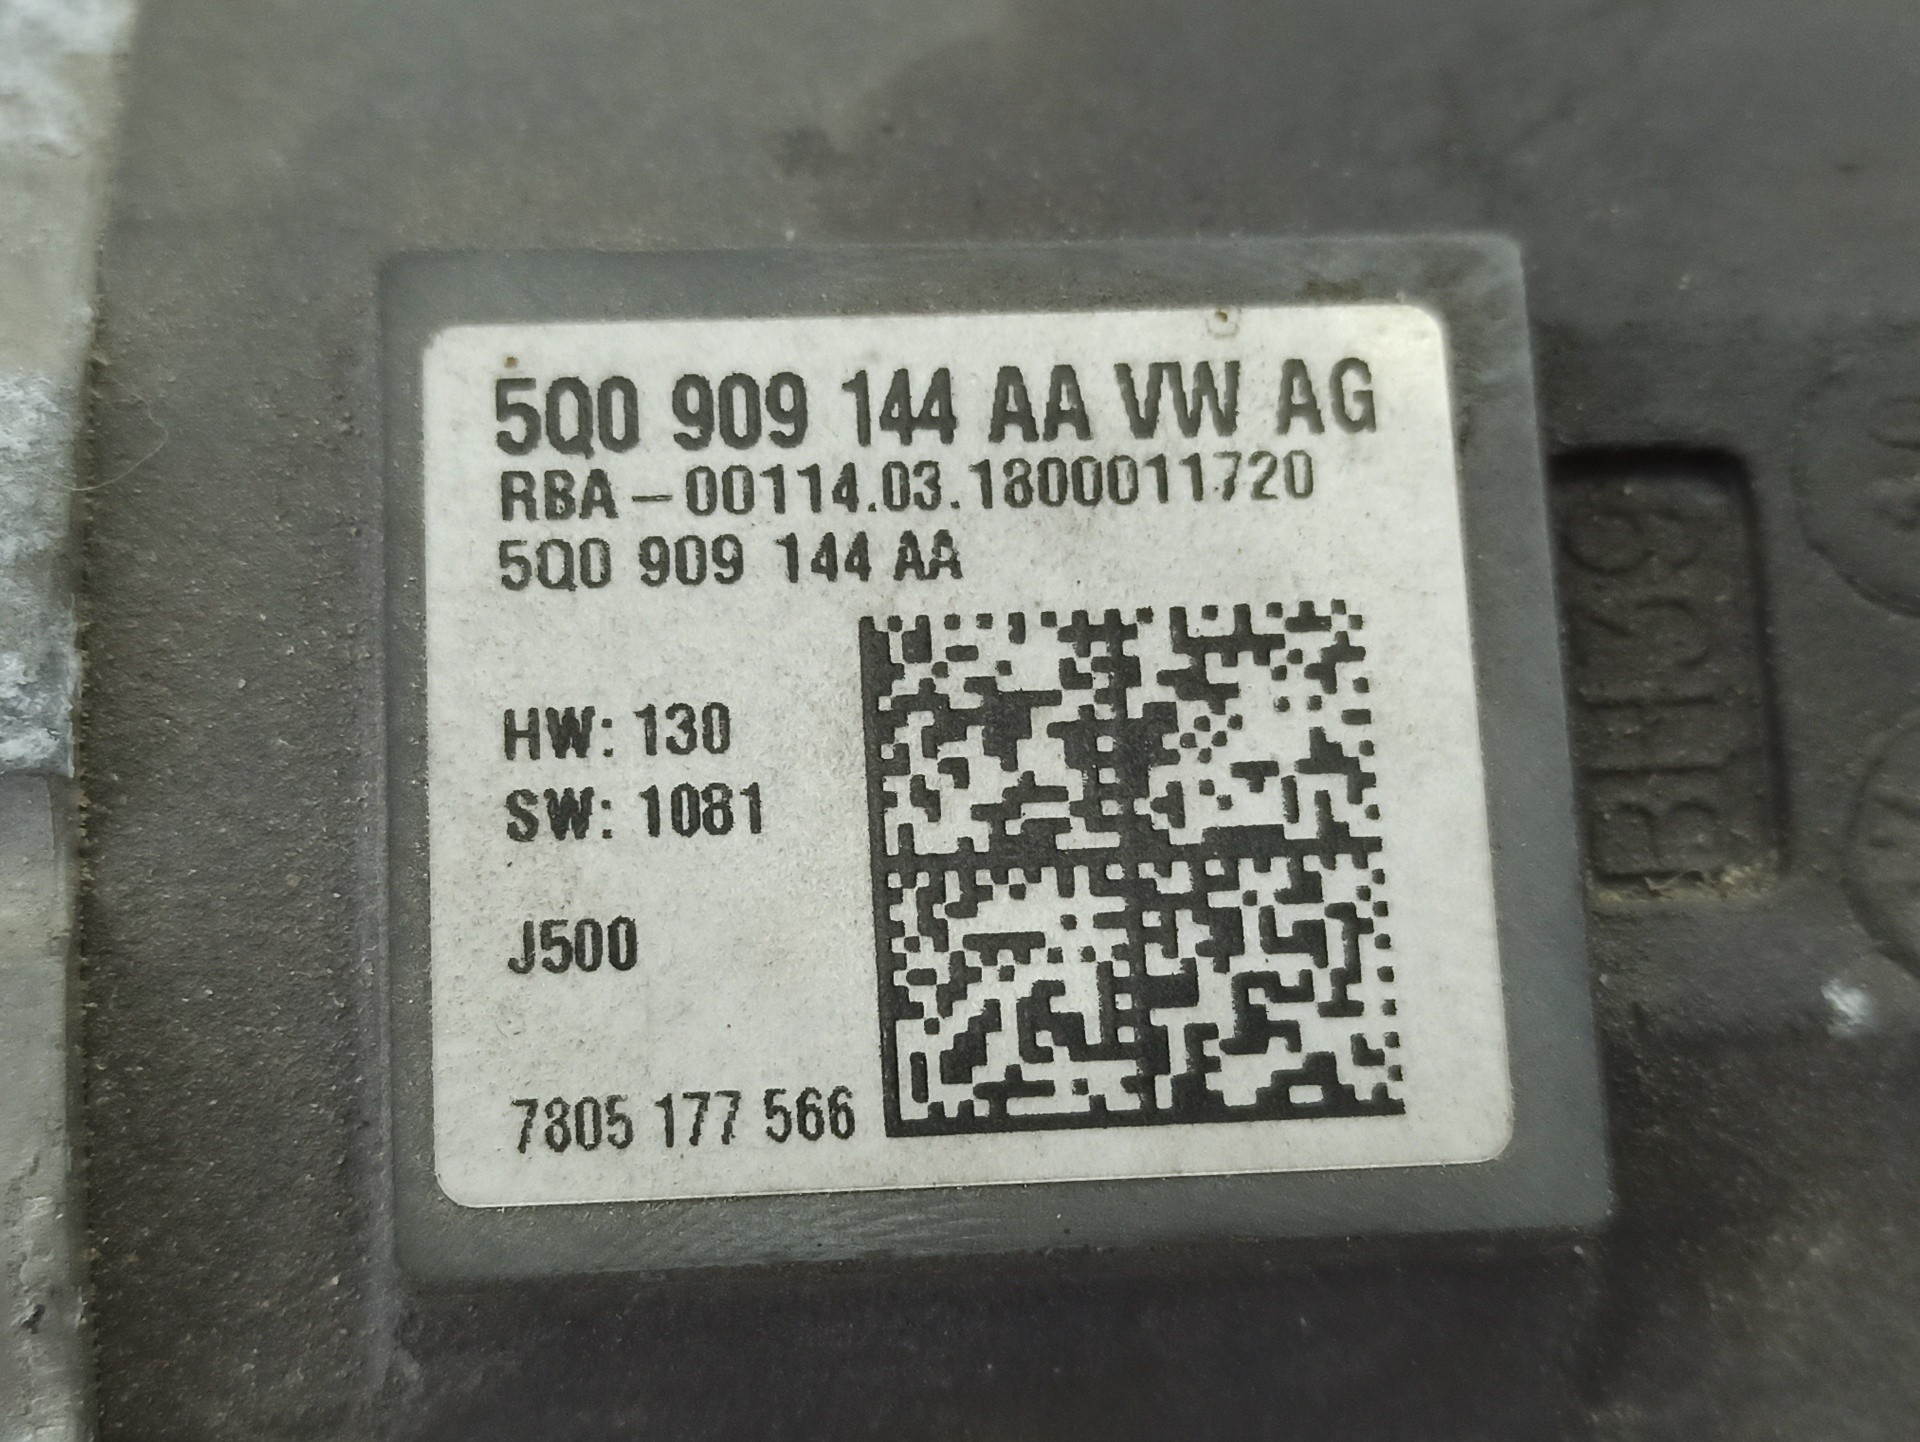 5Q0 909 144 AA VW AG
RBA-00114.03.1800011720
5Q0 909 144 AA
HW: 130
SW: 1081
J500
7805 177 566